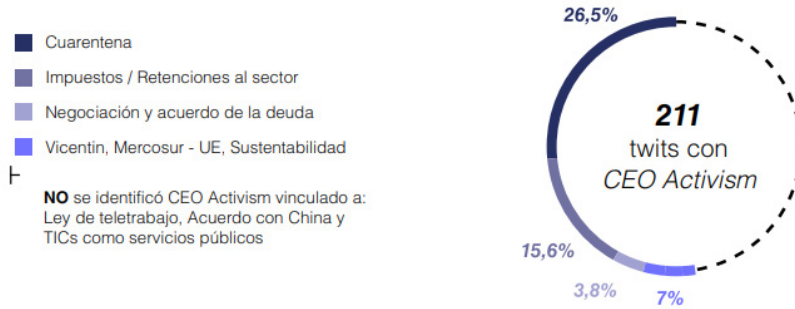 26,5%
Cuarentena
Impuestos / Retenciones al sector
Negociación y acuerdo de la deuda
Vicentin, Mercosur - UE, Sustentabilidad
NO se identificó CEO Activism vinculado a:
Ley de teletrabajo, Acuerdo con China y
TICs como servicios públicos
211
twits con
CEO Activism
15,6%
3,8%
7%